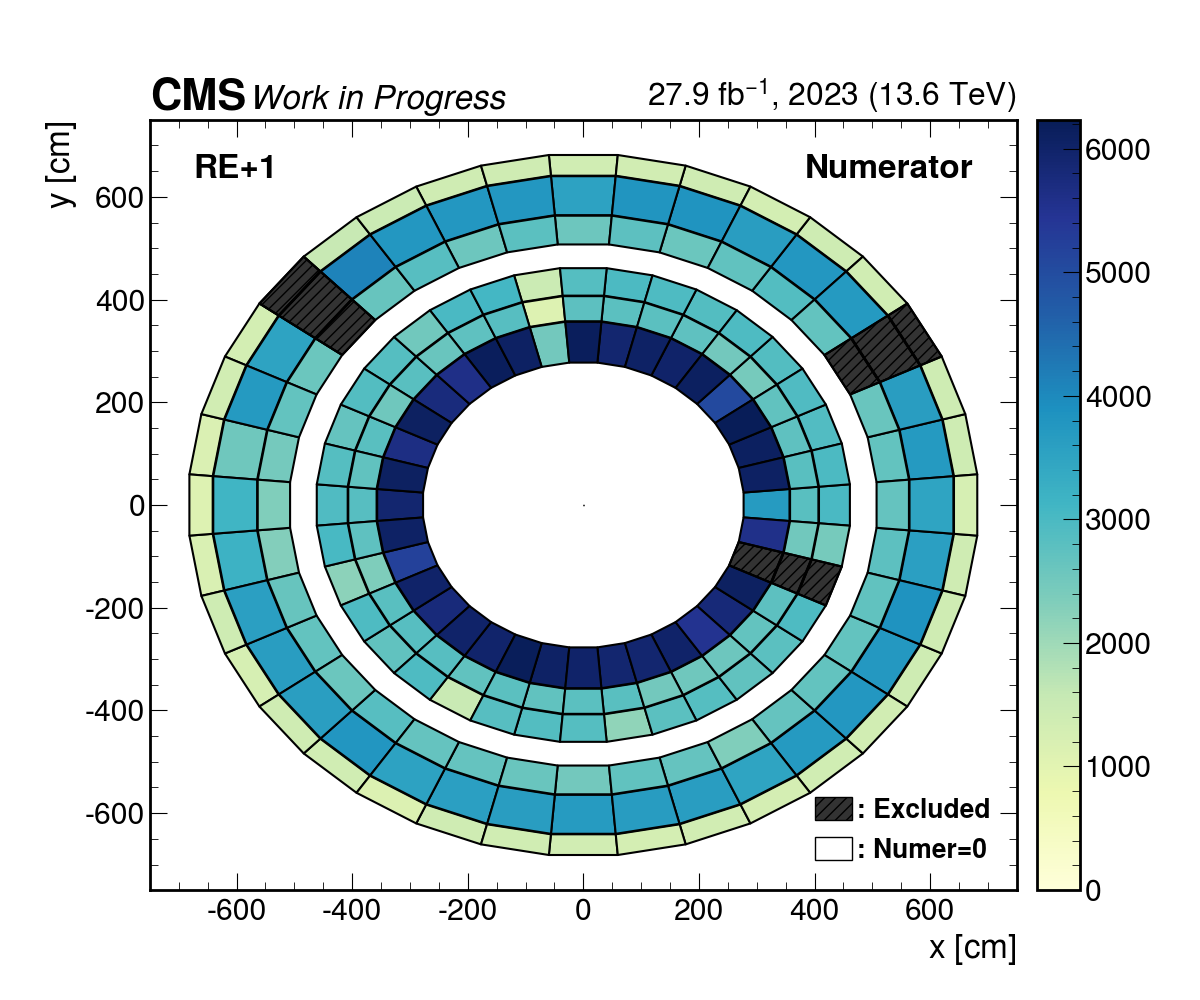 CMS Work in Progress 27.9 fb⁻¹, 2023 (13.6 TeV)
y [cm]
RE+1 Numerator
600
400
200
0
-200
-400
-600
6000
5000
4000
3000
2000
1000
0
: Excluded
: Numer=0
-600 -400 -200 0 200 400 600
x [cm]